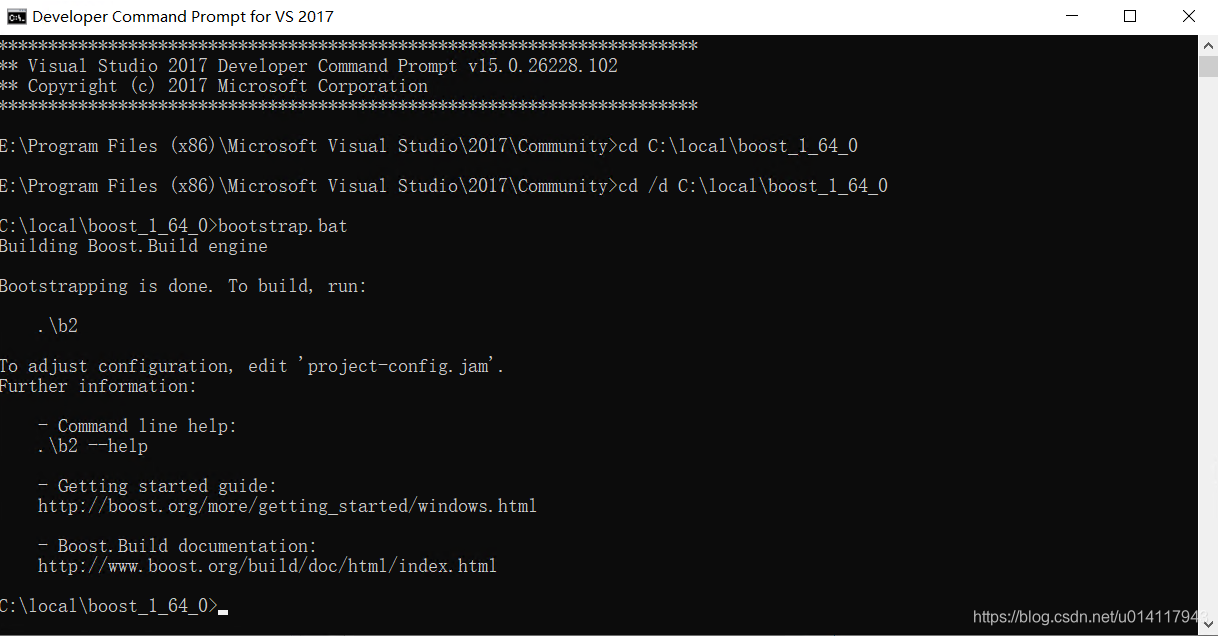 Developer Command Prompt for VS 2017
**********************************************************************
** Visual Studio 2017 Developer Command Prompt v15.0.26228.102
** Copyright (c) 2017 Microsoft Corporation
**********************************************************************
E:\Program Files (x86)\Microsoft Visual Studio\2017\Community>cd C:\local\boost_1_64_0
E:\Program Files (x86)\Microsoft Visual Studio\2017\Community>cd /d C:\local\boost_1_64_0
C:\local\boost_1_64_0>bootstrap.bat
Building Boost.Build engine
Bootstrapping is done. To build, run:
.\b2
To adjust configuration, edit 'project-config.jam'.
Further information:
- Command line help:
.\b2 --help
- Getting started guide:
http://boost.org/more/getting_started/windows.html
- Boost.Build documentation:
http://www.boost.org/build/doc/html/index.html
C:\local\boost_1_64_0>
https://blog.csdn.net/u014117943